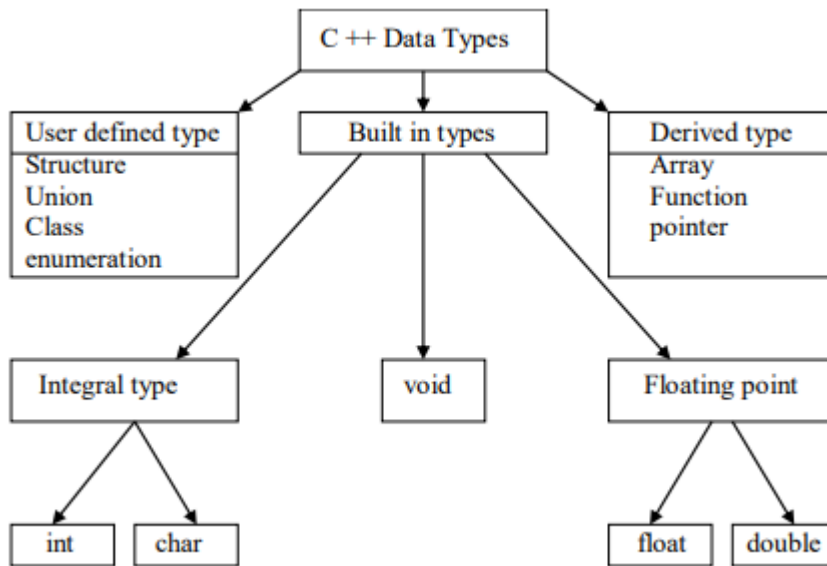 C ++ Data Types
User defined type
Structure
Union
Class
enumeration
Built in types
Derived type
Array
Function
pointer
Integral type
void
Floating point
int
char
float
double